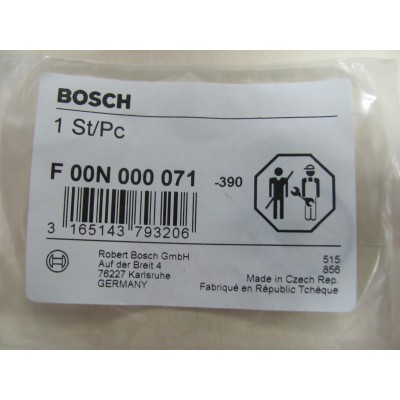 BOSCH
1 St/Pc
F 00N 000 071
-390
3 165143 793206
Robert Bosch GmbH
Auf der Breit 4
76227 Karlsruhe
GERMANY
515
856
Made in Czech Rep.
Fabriqué en Républic Tchèque